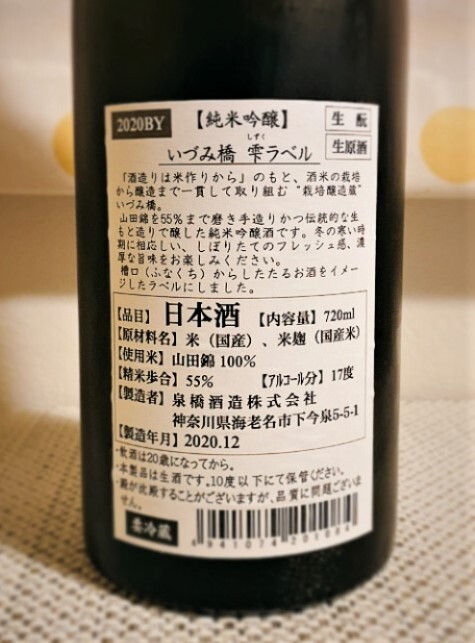 2020BY 【純米吟醸】 生酛
しずく
いづみ橋 雫ラベル 生原酒
「酒造りは米作りから」のもと、酒米の栽培
から醸造まで一貫して取り組む“栽培醸造蔵”
いづみ橋。
山田錦を55%まで磨き手造りかつ伝統的な生
もと造りで醸した純米吟醸酒です。冬の寒い時
期に相応しい、しぼりたてのフレッシュ感、濃
厚な旨味をお楽しみください。
槽口(ふなくち)からしたたるお酒をイメー
ジしたラベルにしました。
【品目】日本酒 【内容量】720ml
【原材料名】米(国産)、米麹(国産米)
【使用米】山田錦 100%
【精米歩合】55% 【アルコール分】17度
【製造者】泉橋酒造株式会社
神奈川県海老名市下今泉5-5-1
【製造年月】2020.12
・飲酒は20歳になってから。
・本製品は生酒です。10度以下にて保管ください。
・澱が沈殿することがございますが、品質に問題ございま
せん。
要冷蔵
4 941074 201084